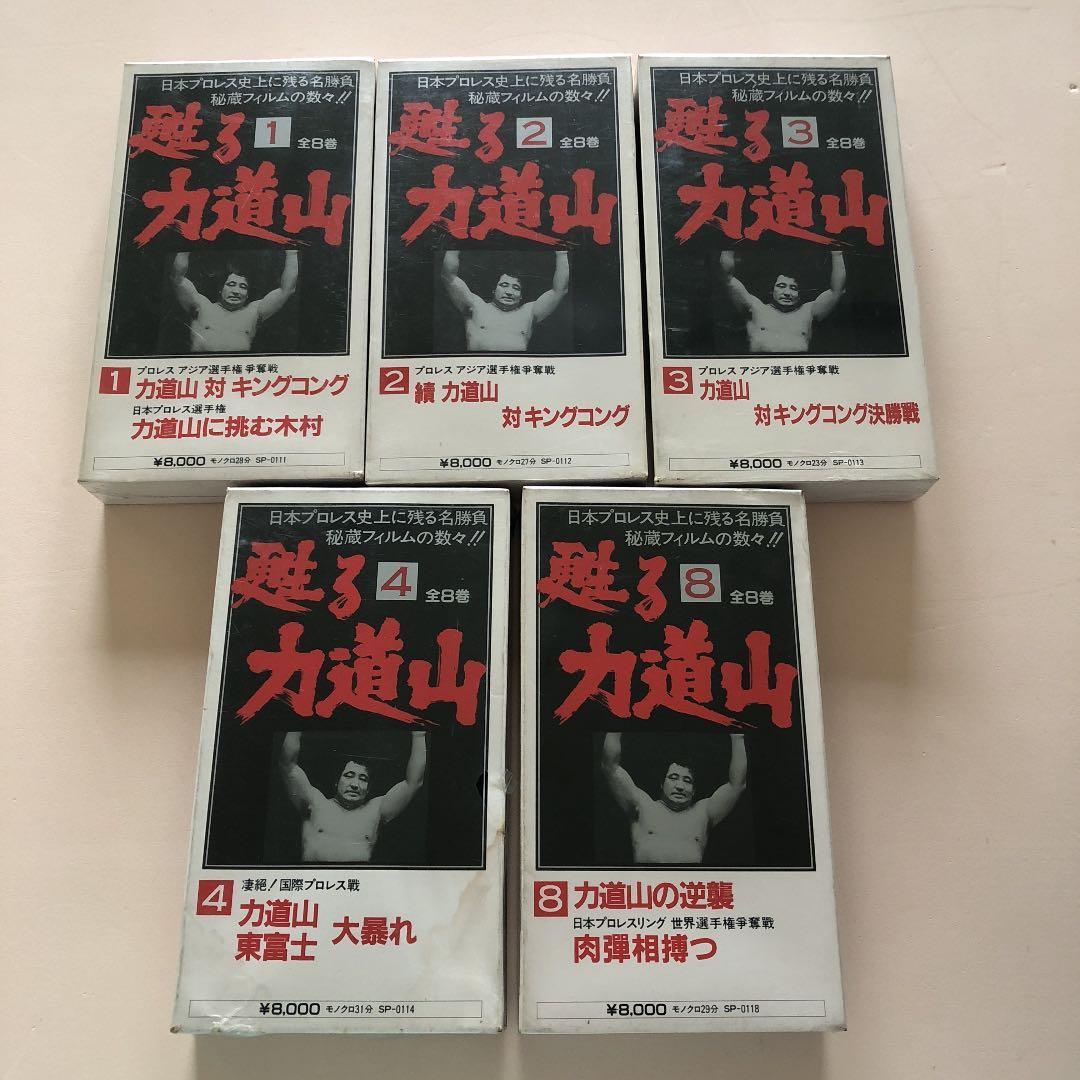 日本プロレス史上に残る名勝負
秘蔵フィルムの数々!!
甦る 1 全8巻
力道山
1 プロレス アジア選手権争奪戦
力道山 対 キングコング
日本プロレス選手権
力道山に挑む木村
¥8,000 モノクロ28分 SP-0111
日本プロレス史上に残る名勝負
秘蔵フィルムの数々!!
甦る 2 全8巻
力道山
2 プロレス アジア選手権争奪戦
續 力道山
対 キングコング
¥8,000 モノクロ27分 SP-0112
日本プロレス史上に残る名勝負
秘蔵フィルムの数々!!
甦る 3 全8巻
力道山
3 プロレス アジア選手権争奪戦
力道山
対 キングコング決勝戦
¥8,000 モノクロ23分 SP-0113
日本プロレス史上に残る名勝負
秘蔵フィルムの数々!!
甦る 4 全8巻
力道山
4 凄絶!国際プロレス戦
力道山
東富士 大暴れ
¥8,000 モノクロ31分 SP-0114
日本プロレス史上に残る名勝負
秘蔵フィルムの数々!!
甦る 8 全8巻
力道山
8 力道山の逆襲
日本プロレスリング 世界選手権争奪戦
肉彈相搏つ
¥8,000 モノクロ29分 SP-0118